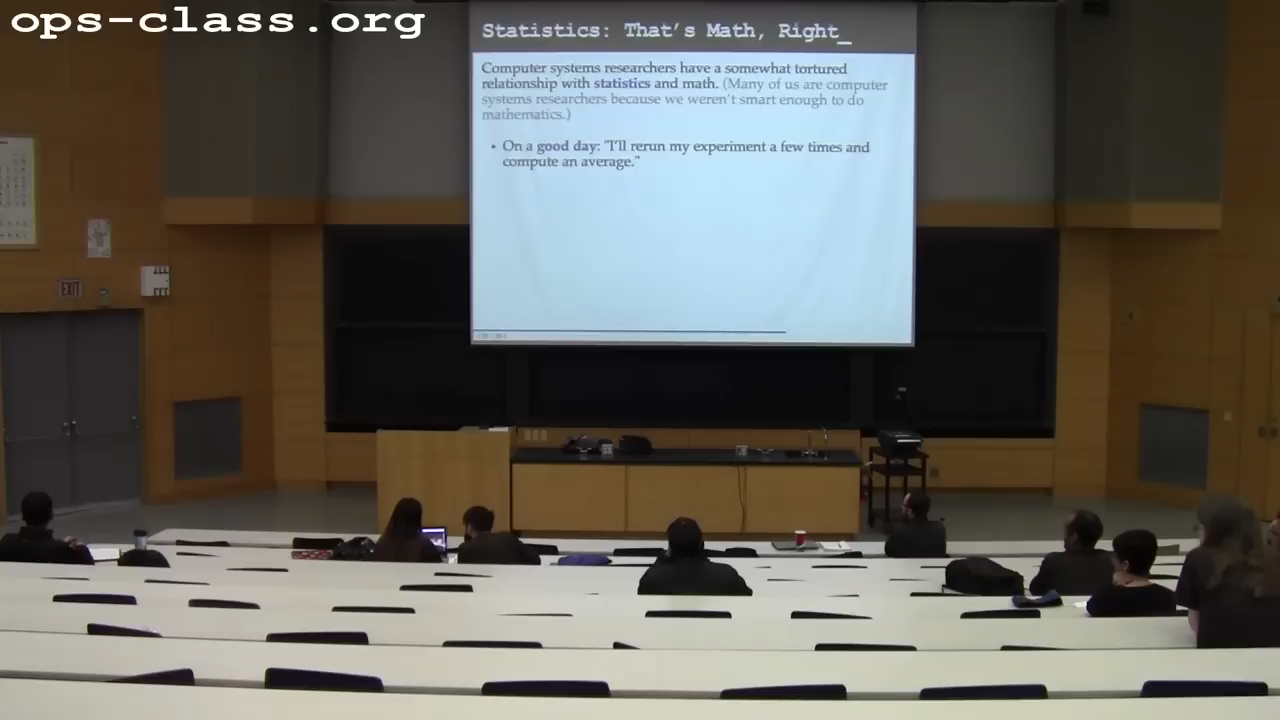 ops-class.org
Statistics: That's Math, Right_
Computer systems researchers have a somewhat tortured
relationship with statistics and math. (Many of us are computer
systems researchers because we weren't smart enough to do
mathematics.)
• On a good day: "I'll rerun my experiment a few times and
compute an average."
EXIT